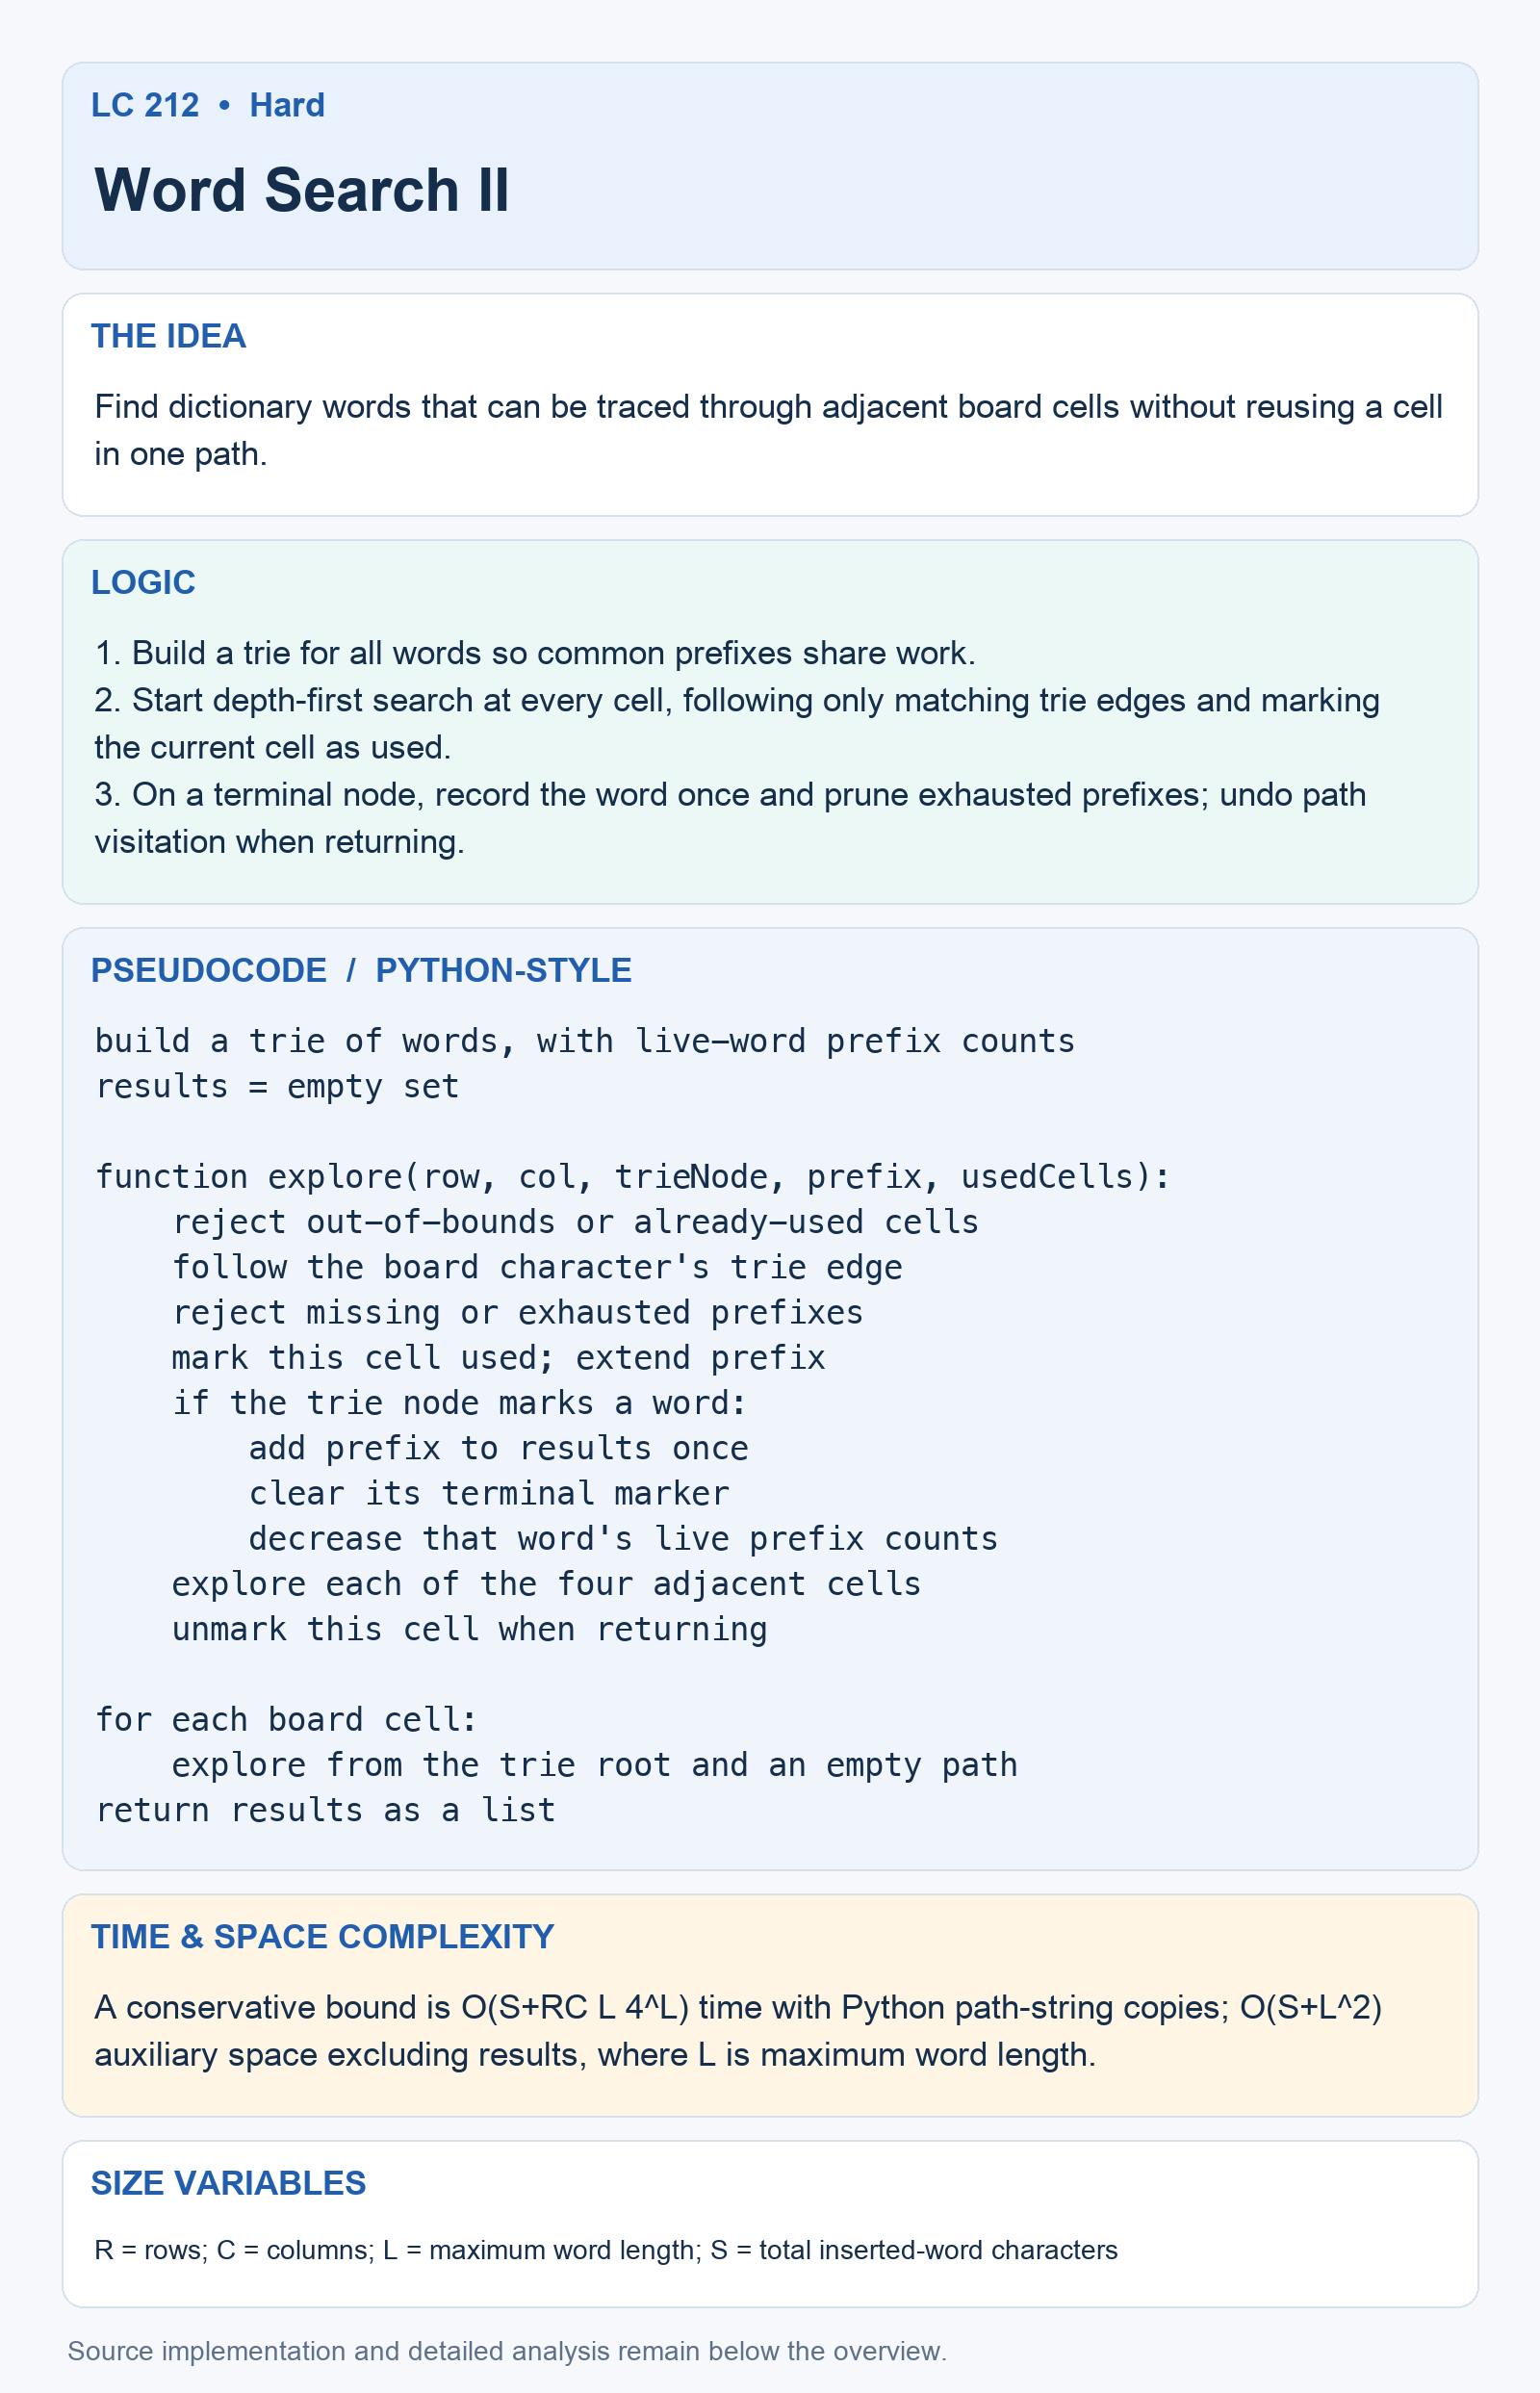 LC 212 • Hard
Word Search II
THE IDEA
Find dictionary words that can be traced through adjacent board cells without reusing a cell
in one path.
LOGIC
1. Build a trie for all words so common prefixes share work.
2. Start depth-first search at every cell, following only matching trie edges and marking
the current cell as used.
3. On a terminal node, record the word once and prune exhausted prefixes; undo path
visitation when returning.
PSEUDOCODE / PYTHON-STYLE
build a trie of words, with live−word prefix counts
results = empty set
function explore(row, col, trieNode, prefix, usedCells):
    reject out−of−bounds or already−used cells
    follow the board character's trie edge
    reject missing or exhausted prefixes
    mark this cell used; extend prefix
    if the trie node marks a word:
        add prefix to results once
        clear its terminal marker
        decrease that word's live prefix counts
    explore each of the four adjacent cells
    unmark this cell when returning
for each board cell:
    explore from the trie root and an empty path
return results as a list
TIME & SPACE COMPLEXITY
A conservative bound is O(S+RC L 4^L) time with Python path-string copies; O(S+L^2)
auxiliary space excluding results, where L is maximum word length.
SIZE VARIABLES
R = rows; C = columns; L = maximum word length; S = total inserted-word characters
Source implementation and detailed analysis remain below the overview.